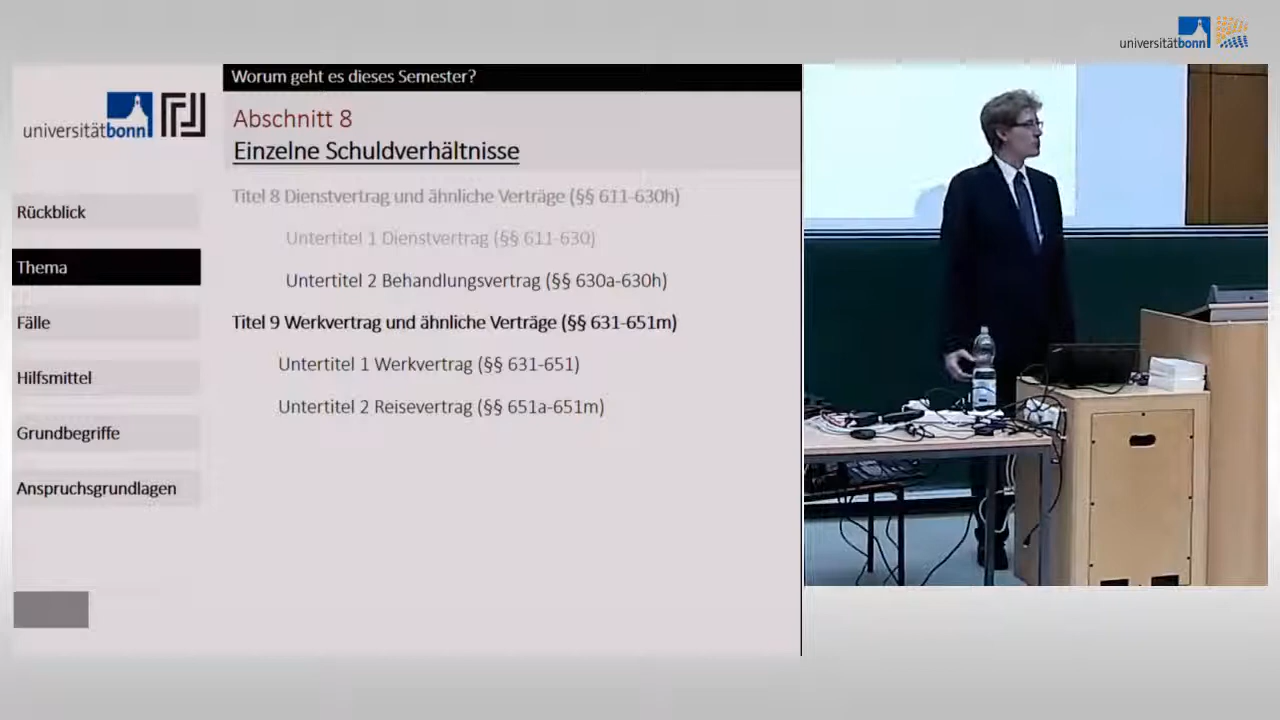 universitätbonn
Worum geht es dieses Semester?
universitätbonn
Abschnitt 8
Einzelne Schuldverhältnisse
Rückblick
Thema
Fälle
Hilfsmittel
Grundbegriffe
Anspruchsgrundlagen
Titel 8 Dienstvertrag und ähnliche Verträge (§§ 611-630h)
Untertitel 1 Dienstvertrag (§§ 611-630)
Untertitel 2 Behandlungsvertrag (§§ 630a-630h)
Titel 9 Werkvertrag und ähnliche Verträge (§§ 631-651m)
Untertitel 1 Werkvertrag (§§ 631-651)
Untertitel 2 Reisevertrag (§§ 651a-651m)